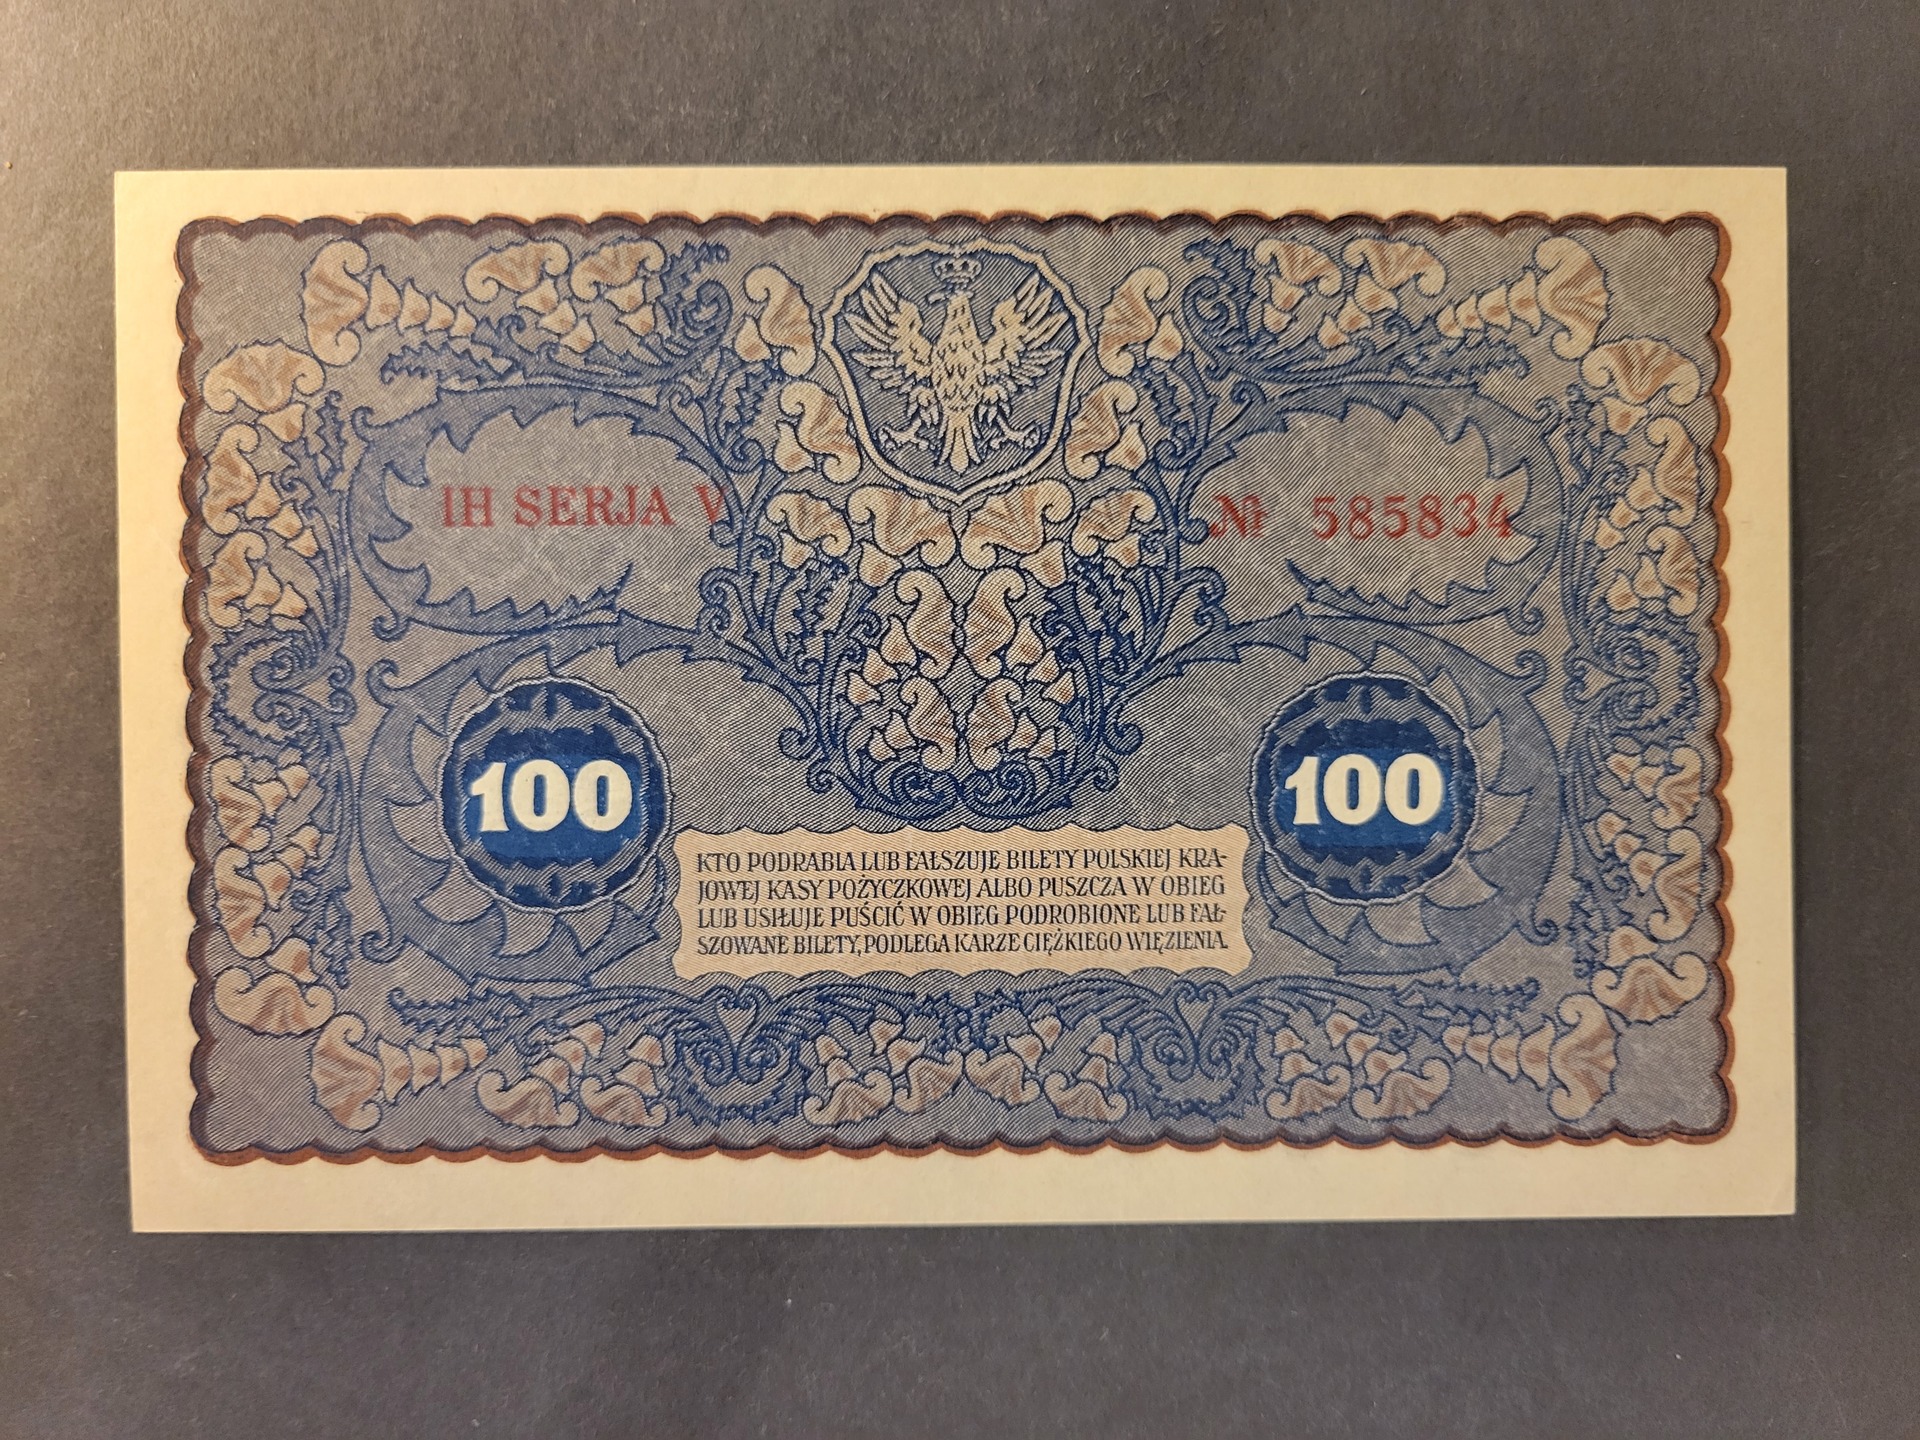 IH SERJA V
№ 585834
100
100
KTO PODRABIA LUB FAŁSZUJE BILETY POLSKIEJ KRA-
JOWEJ KASY POŻYCZKOWEJ ALBO PUSZCZA W OBIEG
LUB USIŁUJE PUŚCIĆ W OBIEG PODROBIONE LUB FAŁ-
SZOWANE BILETY, PODLEGA KARZE CIĘŻKIEGO WIĘZIENIA.